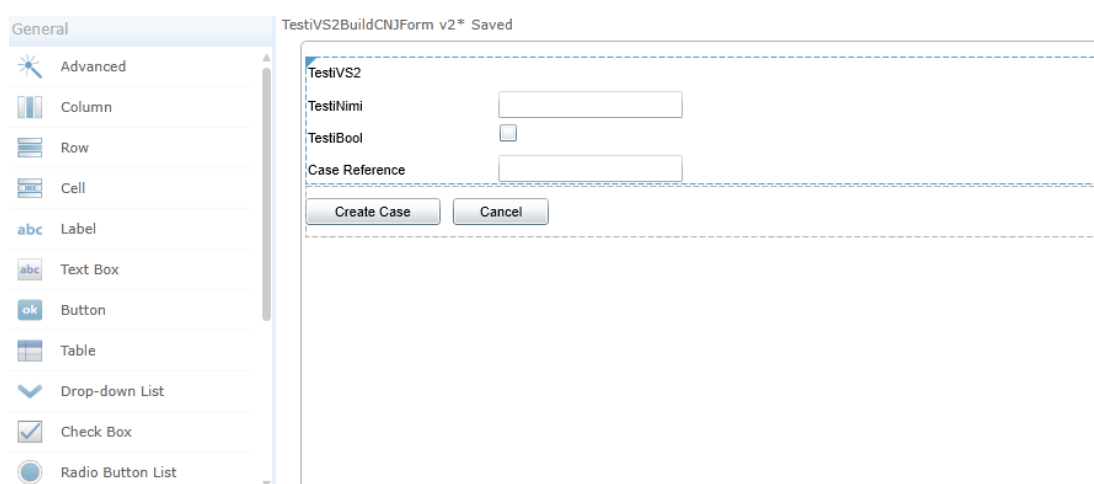 General
Advanced
Column
Row
Cell
abc Label
abc Text Box
ok Button
Table
Drop-down List
Check Box
Radio Button List
TestiVS2BuildCNJForm v2* Saved
TestiVS2
TestiNimi
TestiBool
Case Reference
Create Case Cancel